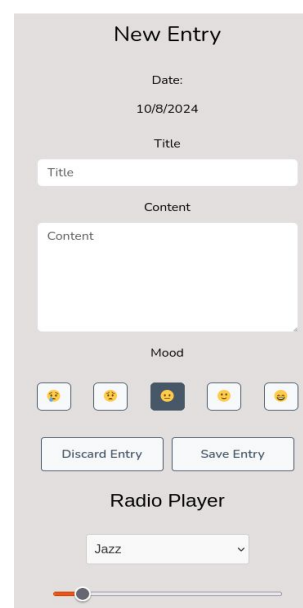 New Entry
Date:
10/8/2024
Title
Title
Content
Content
Mood
Discard Entry Save Entry
Radio Player
Jazz